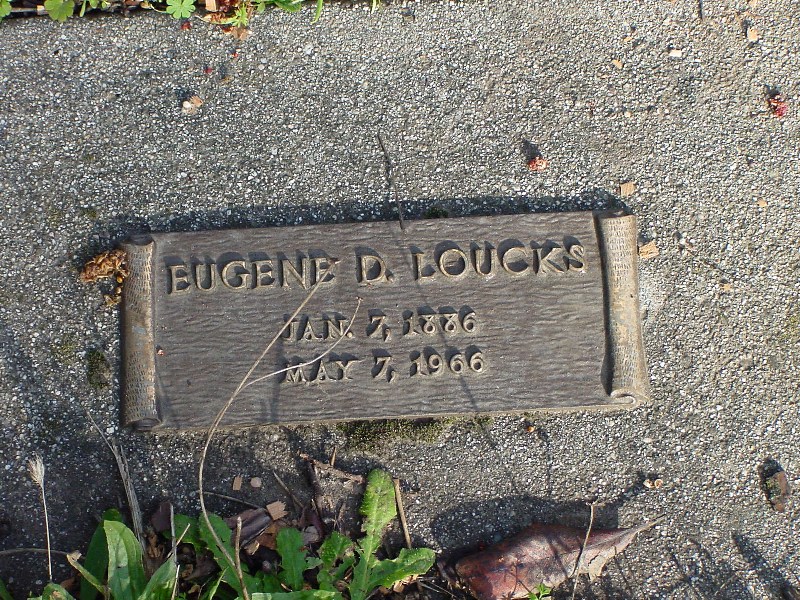 EUGENE D. LOUCKS
JAN. 7, 1886
MAY 7, 1966